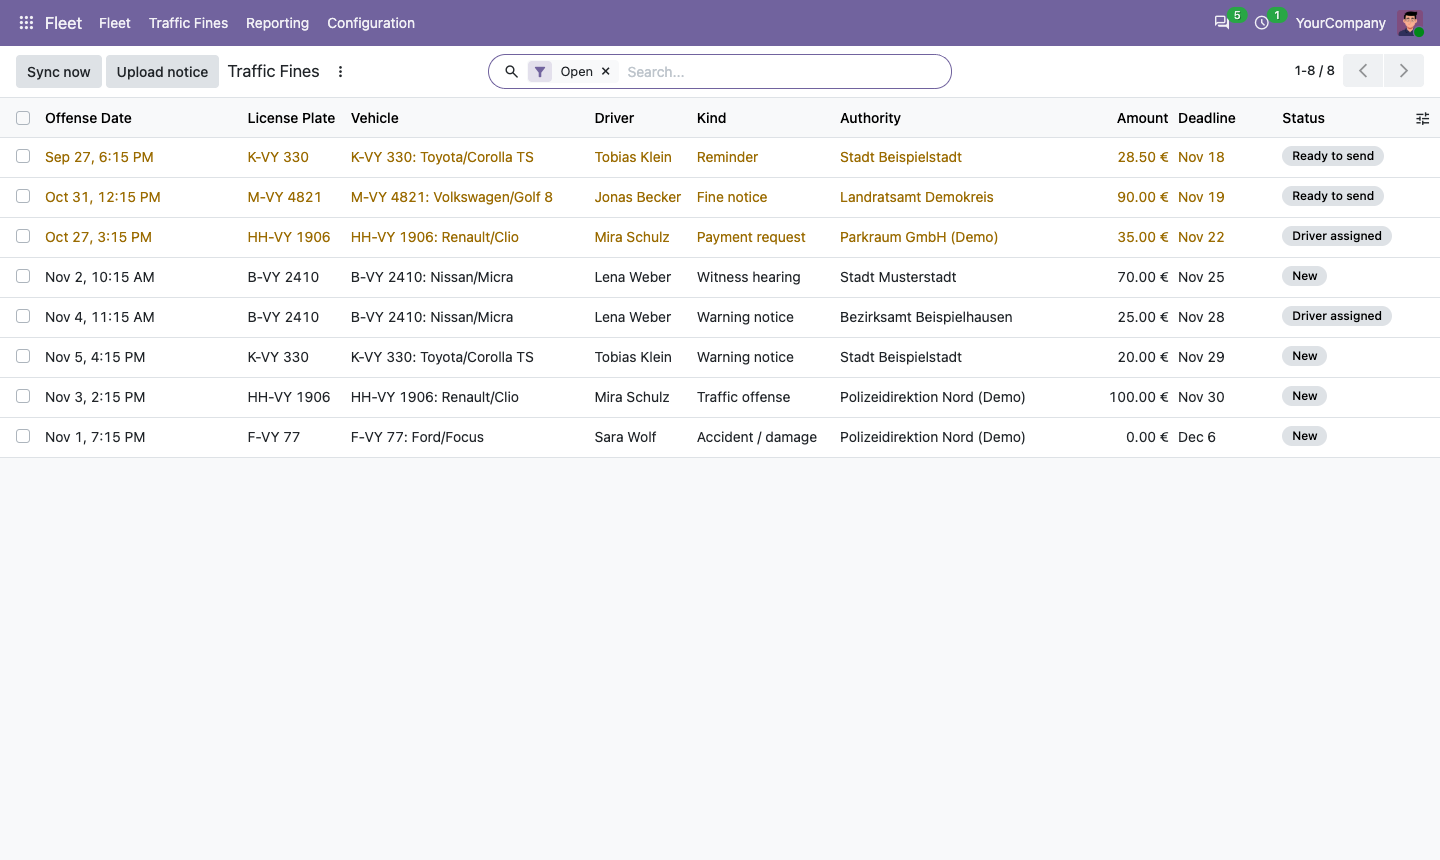 Fleet Fleet Traffic Fines Reporting Configuration 5 1 YourCompany
Sync now Upload notice Traffic Fines Open Search... 1-8 / 8
Offense Date License Plate Vehicle Driver Kind Authority Amount Deadline Status
Sep 27, 6:15 PM K-VY 330 K-VY 330: Toyota/Corolla TS Tobias Klein Reminder Stadt Beispielstadt 28.50 € Nov 18 Ready to send
Oct 31, 12:15 PM M-VY 4821 M-VY 4821: Volkswagen/Golf 8 Jonas Becker Fine notice Landratsamt Demokreis 90.00 € Nov 19 Ready to send
Oct 27, 3:15 PM HH-VY 1906 HH-VY 1906: Renault/Clio Mira Schulz Payment request Parkraum GmbH (Demo) 35.00 € Nov 22 Driver assigned
Nov 2, 10:15 AM B-VY 2410 B-VY 2410: Nissan/Micra Lena Weber Witness hearing Stadt Musterstadt 70.00 € Nov 25 New
Nov 4, 11:15 AM B-VY 2410 B-VY 2410: Nissan/Micra Lena Weber Warning notice Bezirksamt Beispielhausen 25.00 € Nov 28 Driver assigned
Nov 5, 4:15 PM K-VY 330 K-VY 330: Toyota/Corolla TS Tobias Klein Warning notice Stadt Beispielstadt 20.00 € Nov 29 New
Nov 3, 2:15 PM HH-VY 1906 HH-VY 1906: Renault/Clio Mira Schulz Traffic offense Polizeidirektion Nord (Demo) 100.00 € Nov 30 New
Nov 1, 7:15 PM F-VY 77 F-VY 77: Ford/Focus Sara Wolf Accident / damage Polizeidirektion Nord (Demo) 0.00 € Dec 6 New